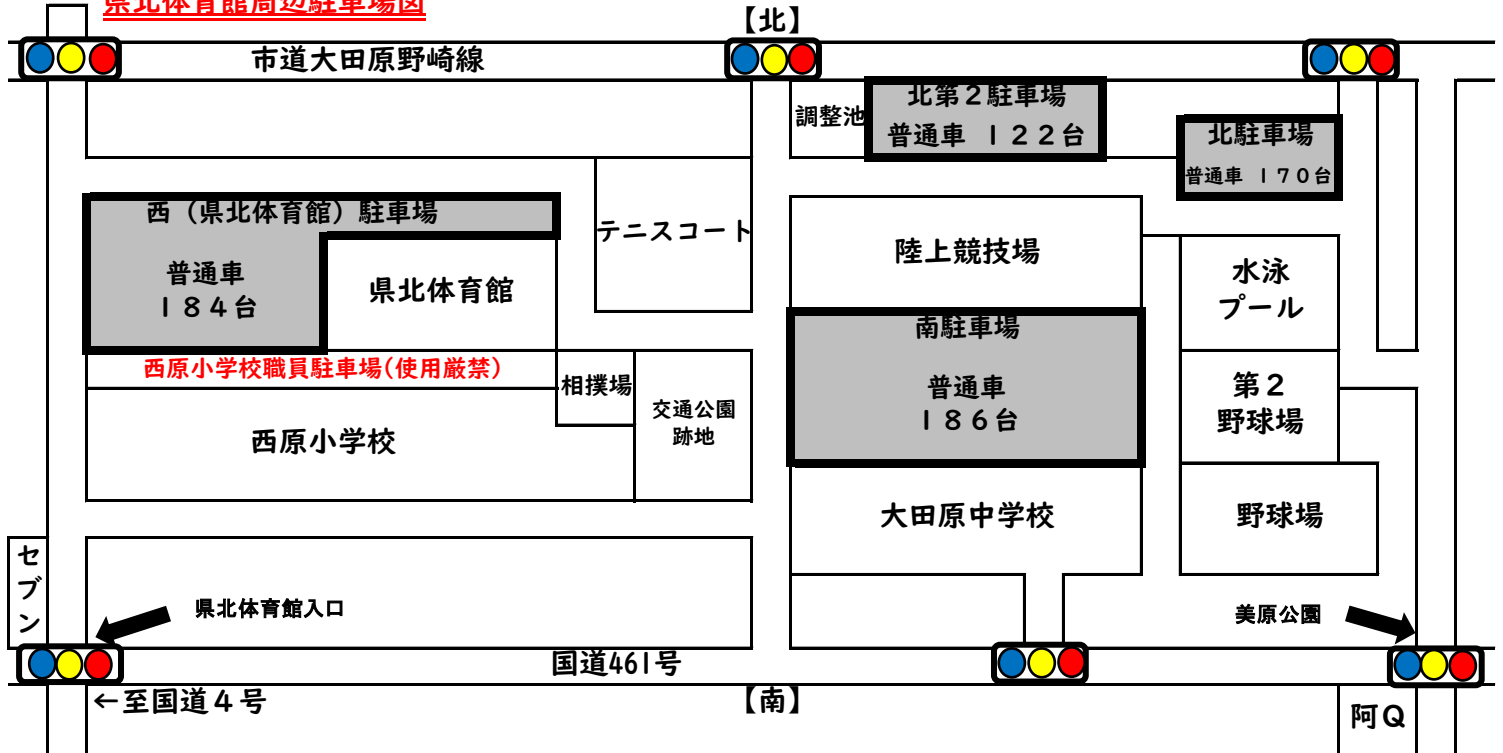 県北体育館周辺駐車場図
【北】
市道大田原野崎線
調整池
北第2駐車場
普通車 122台
北駐車場
普通車 170台
西（県北体育館）駐車場
普通車
184台
県北体育館
テニスコート
陸上競技場
水泳
プール
南駐車場
普通車
186台
西原小学校職員駐車場(使用厳禁)
相撲場
交通公園
跡地
第2
野球場
西原小学校
大田原中学校
野球場
セブン
県北体育館入口
美原公園
国道461号
←至国道4号
【南】
阿Q